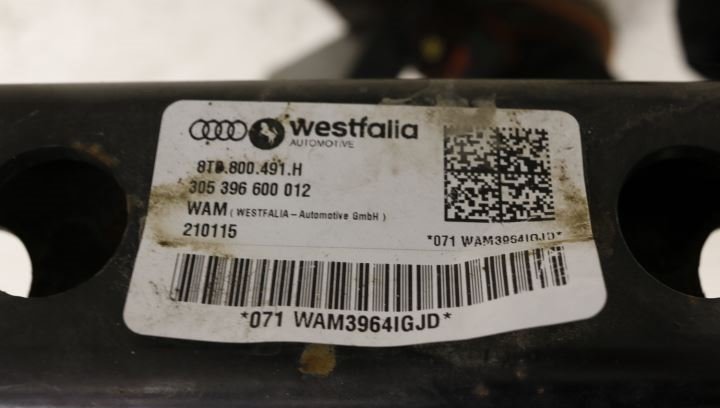 westfalia
AUTOMOTIVE
8T0.800.491.H
305 396 600 012
WAM ( WESTFALIA – Automotive GmbH )
210115
*071 WAM3964IGJD*
*071 WAM3964IGJD*